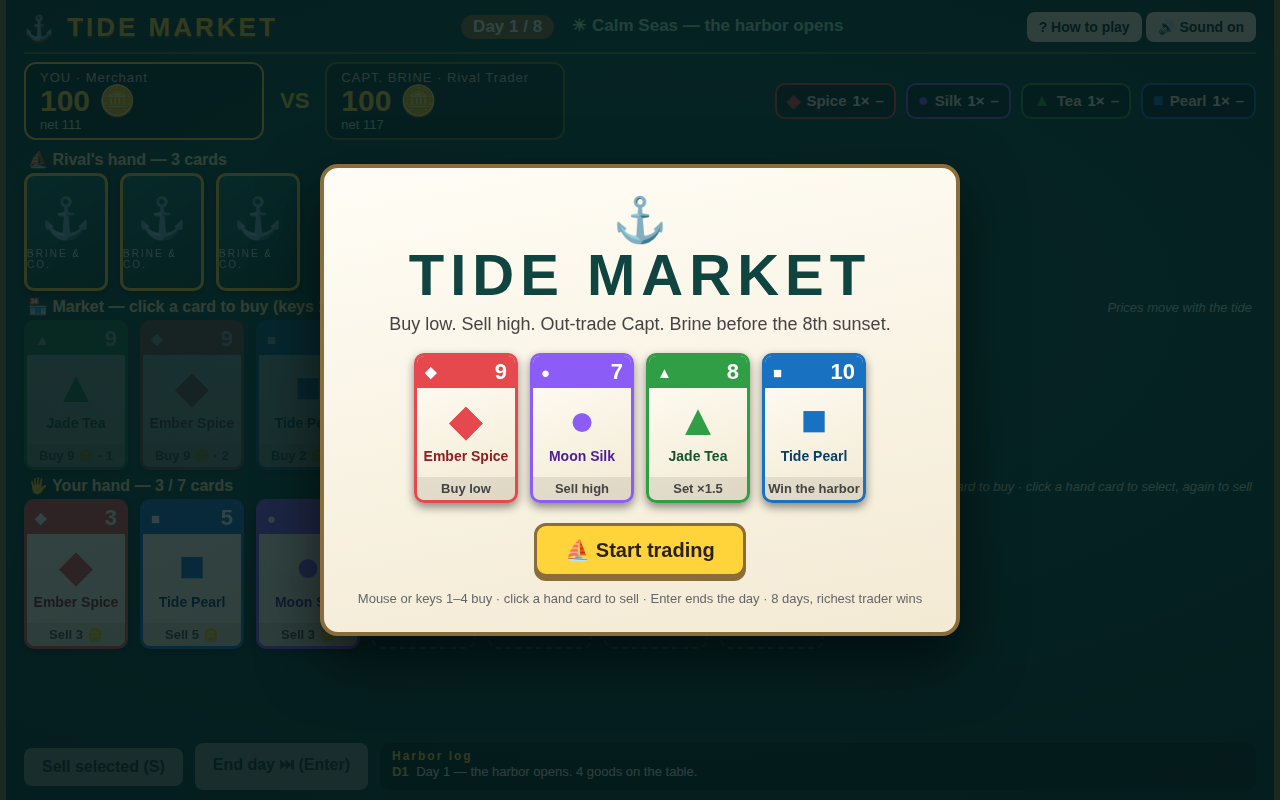 ⚓ TIDE MARKET
Day 1 / 8
☀ Calm Seas — the harbor opens
? How to play
🔊 Sound on
YOU · Merchant
100 🪙
net 111
VS
CAPT. BRINE · Rival Trader
100 🪙
net 117
◆ Spice 1× –
● Silk 1× –
▲ Tea 1× –
■ Pearl 1× –
⛵ Rival's hand — 3 cards
BRINE &
CO.
BRINE &
CO.
BRINE &
CO.
🏪 Market — click a card to buy (keys
Prices move with the tide
▲ 9
Jade Tea
Buy 9 🪙 · 1
◆ 9
Ember Spice
Buy 9 🪙 · 2
■
Buy 2
🖐 Your hand — 3 / 7 cards
to buy · click a hand card to select, again to sell
◆ 3
Ember Spice
Sell 3 🪙
■ 5
Tide Pearl
Sell 5 🪙
●
Moon
Sell 3
⚓
TIDE MARKET
Buy low. Sell high. Out-trade Capt. Brine before the 8th sunset.
◆ 9
Ember Spice
Buy low
● 7
Moon Silk
Sell high
▲ 8
Jade Tea
Set ×1.5
■ 10
Tide Pearl
Win the harbor
⛵ Start trading
Mouse or keys 1–4 buy · click a hand card to sell · Enter ends the day · 8 days, richest trader wins
Sell selected (S)
End day ⏭ (Enter)
Harbor log
D1 Day 1 — the harbor opens. 4 goods on the table.